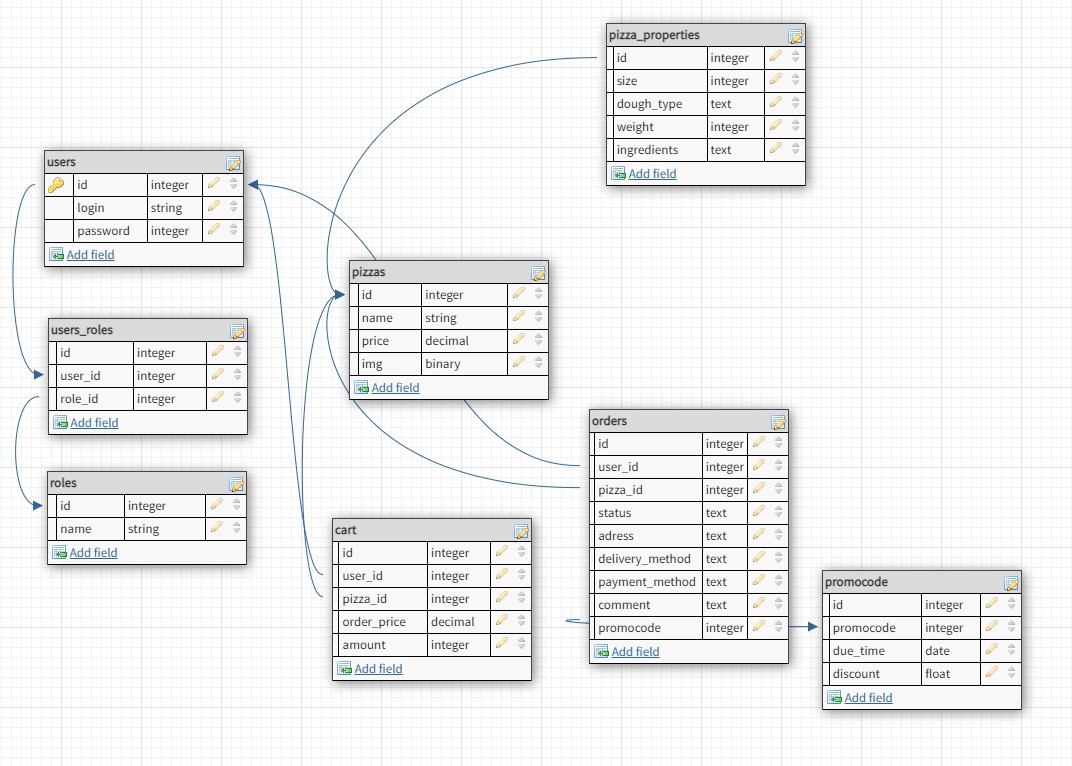 pizza_properties
id integer
size integer
dough_type text
weight integer
ingredients text
Add field
users
id integer
login string
password integer
Add field
pizzas
id integer
name string
price decimal
img binary
Add field
users_roles
id integer
user_id integer
role_id integer
Add field
orders
id integer
user_id integer
pizza_id integer
status text
adress text
delivery_method text
payment_method text
comment text
promocode integer
Add field
roles
id integer
name string
Add field
cart
id integer
user_id integer
pizza_id integer
order_price decimal
amount integer
Add field
promocode
id integer
promocode integer
due_time date
discount float
Add field